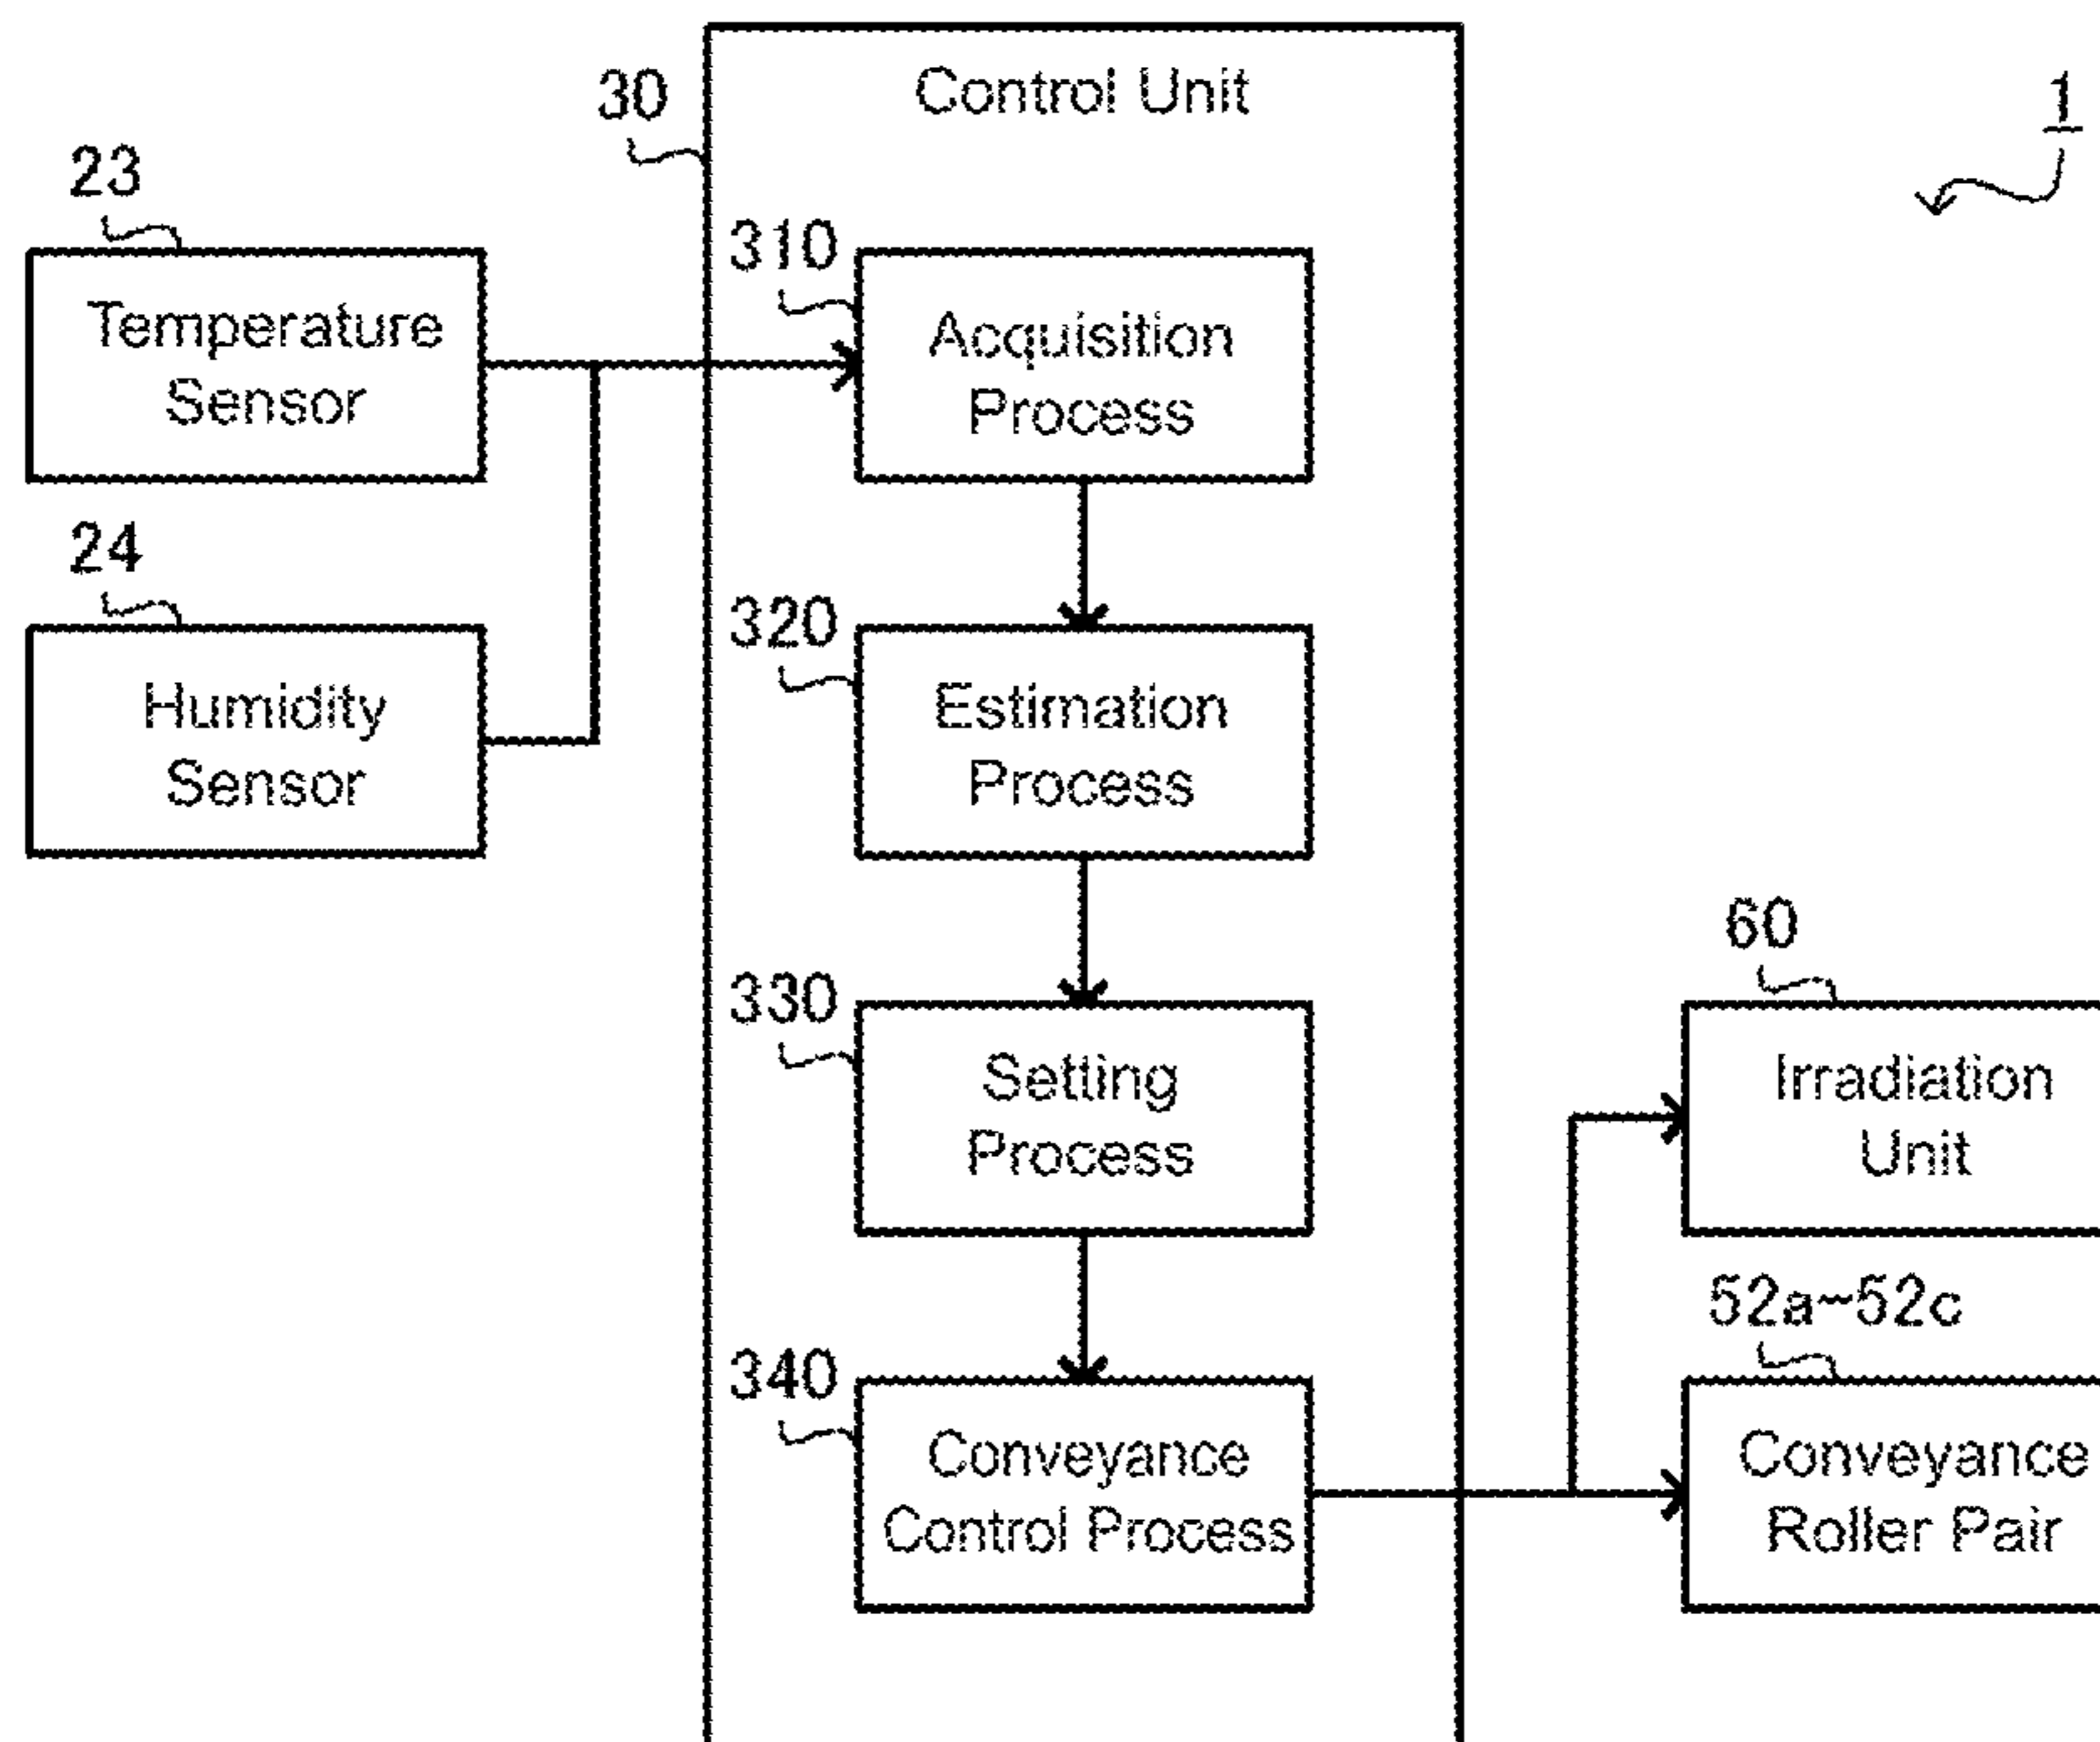 Control Unit
30
1
23
Temperature
Sensor
310
Acquisition
Process
24
Humidity
Sensor
320
Estimation
Process
330
Setting
Process
60
Irradiation
Unit
340
Conveyance
Control Process
52a~52c
Conveyance
Roller Pair